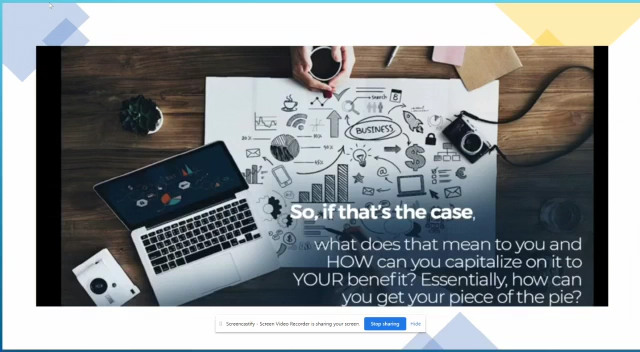 search
BUSINESS
So, if that's the case,
what does that mean to you and
HOW can you capitalize on it to
YOUR benefit? Essentially, how can
you get your piece of the pie?
Screencastify - Screen Video Recorder is sharing your screen.
Stop sharing
Hide